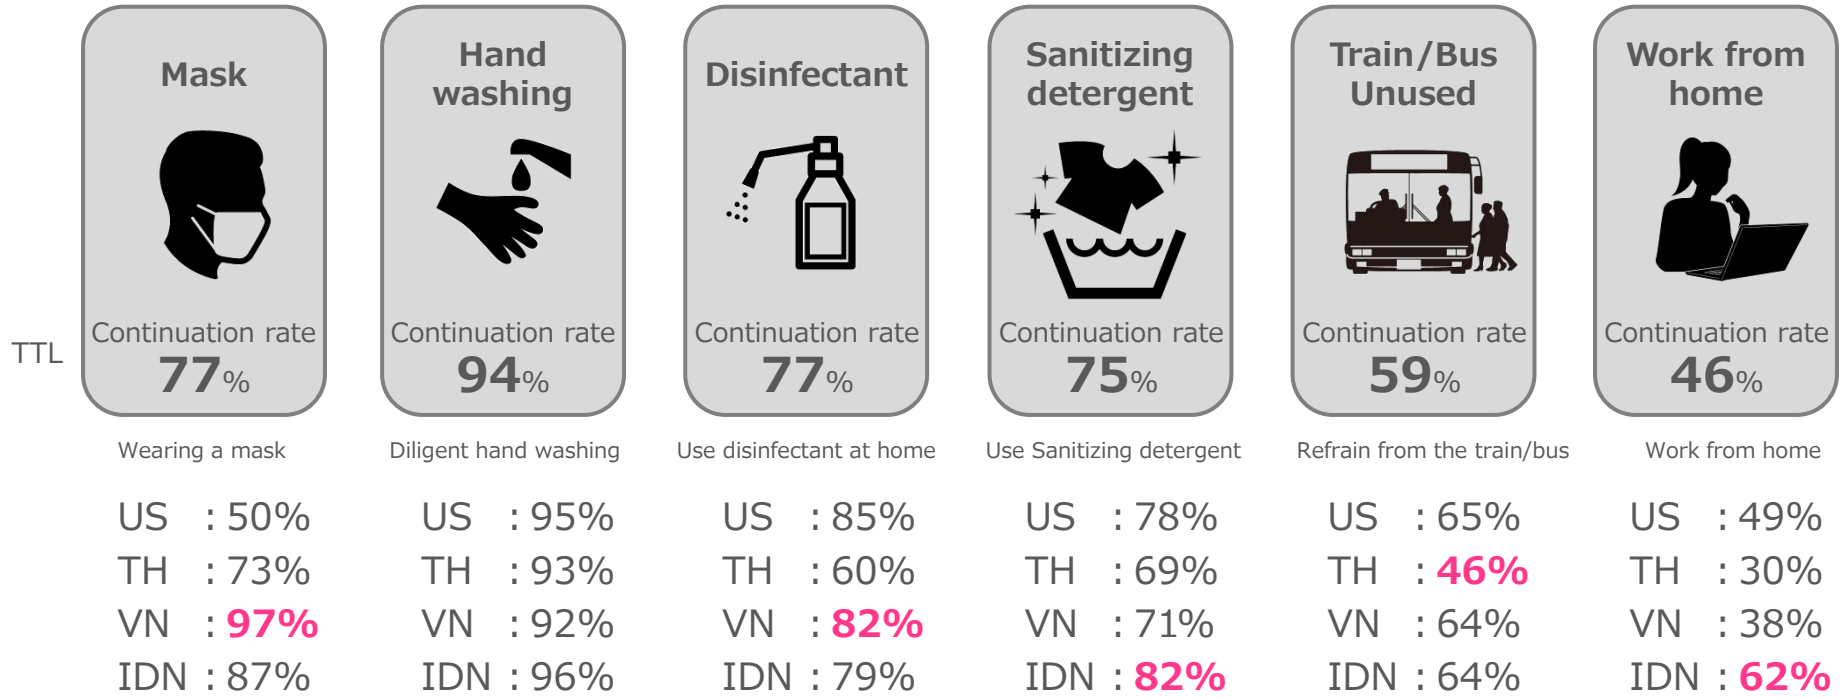 Mask
Hand
washing
Disinfectant
Sanitizing
detergent
Train/Bus
Unused
Work from
home
TTL
Continuation rate
77%
Continuation rate
94%
Continuation rate
77%
Continuation rate
75%
Continuation rate
59%
Continuation rate
46%
Wearing a mask
Diligent hand washing
Use disinfectant at home
Use Sanitizing detergent
Refrain from the train/bus
Work from home
US : 50%
TH : 73%
VN : 97%
IDN : 87%
US : 95%
TH : 93%
VN : 92%
IDN : 96%
US : 85%
TH : 60%
VN : 82%
IDN : 79%
US : 78%
TH : 69%
VN : 71%
IDN : 82%
US : 65%
TH : 46%
VN : 64%
IDN : 64%
US : 49%
TH : 30%
VN : 38%
IDN : 62%